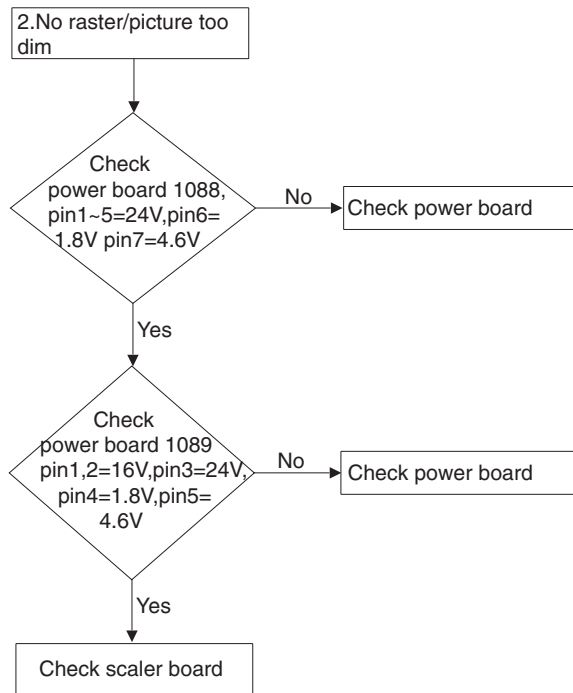 2.No raster/picture too
dim
Check
power board 1088,
pin1~5=24V,pin6=
1.8V pin7=4.6V
No
Check power board
Yes
Check
power board 1089
pin1,2=16V,pin3=24V,
pin4=1.8V,pin5=
4.6V
No
Check power board
Yes
Check scaler board